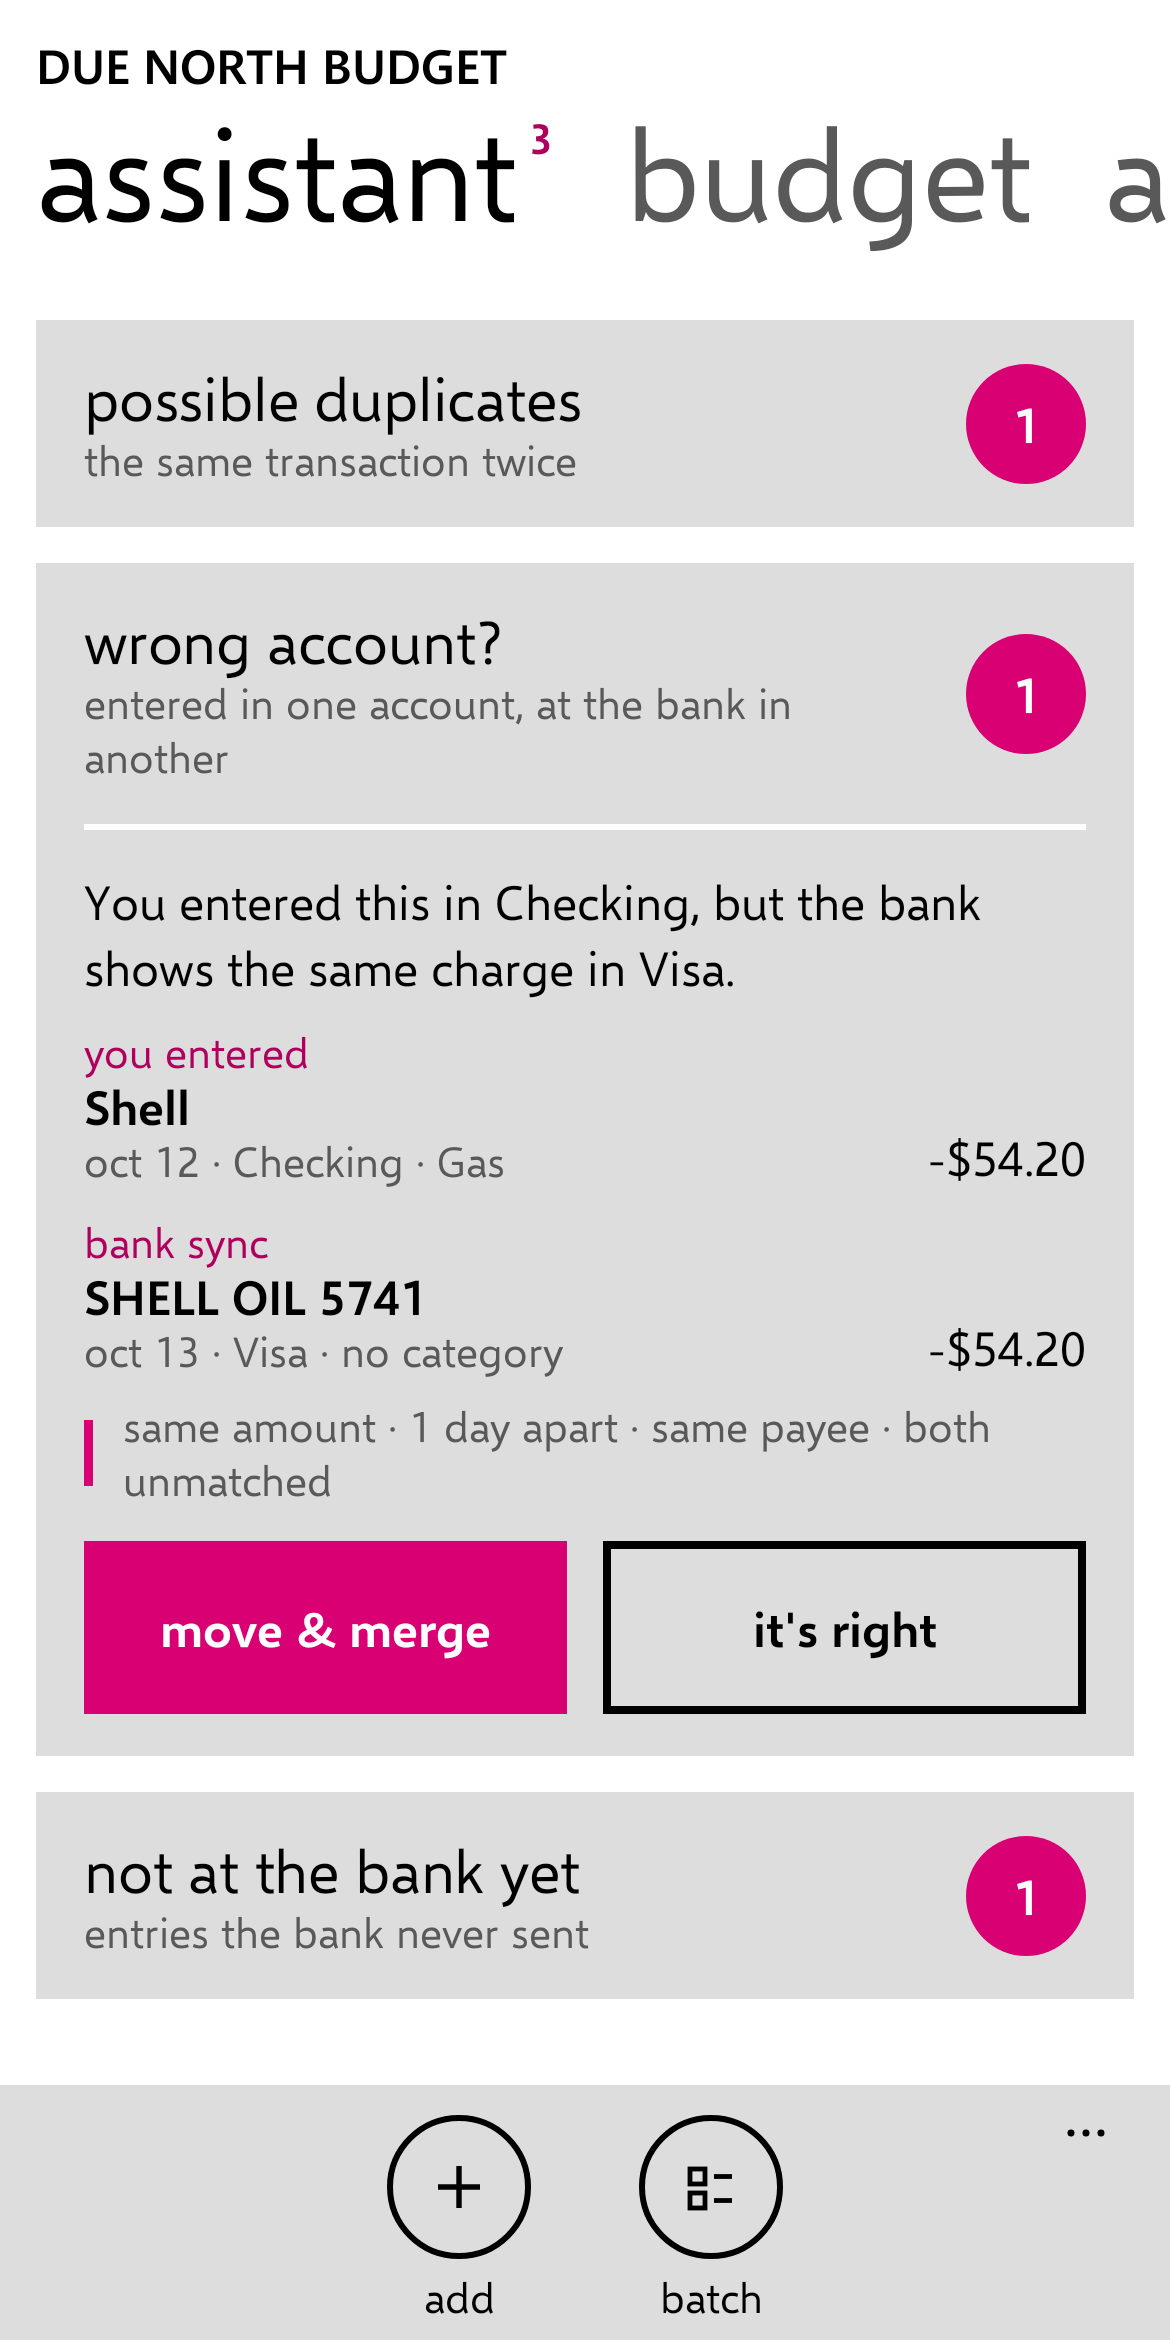 DUE NORTH BUDGET
assistant 3 budget a
possible duplicates
the same transaction twice
1
wrong account?
entered in one account, at the bank in
another
1
You entered this in Checking, but the bank
shows the same charge in Visa.
you entered
Shell
oct 12 · Checking · Gas
-$54.20
bank sync
SHELL OIL 5741
oct 13 · Visa · no category
-$54.20
same amount · 1 day apart · same payee · both
unmatched
move & merge
it's right
not at the bank yet
entries the bank never sent
1
add
batch